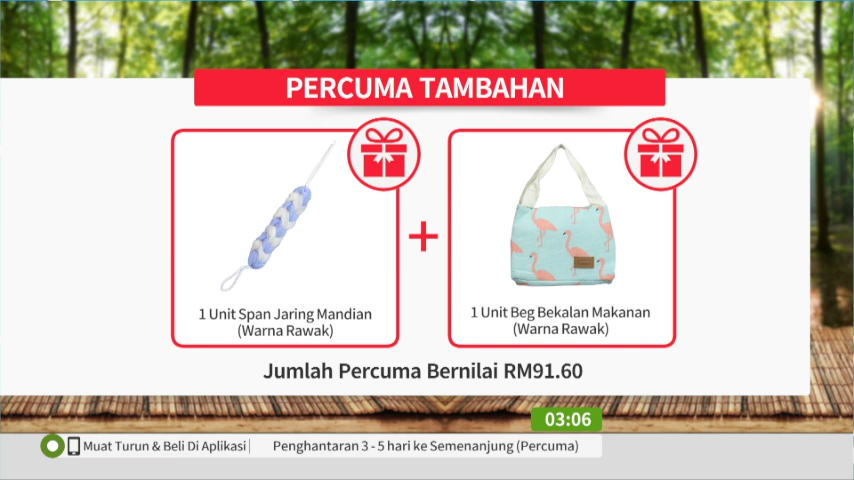 PERCUMA TAMBAHAN
1 Unit Span Jaring Mandian
(Warna Rawak)
+
1 Unit Beg Bekalan Makanan
(Warna Rawak)
Jumlah Percuma Bernilai RM91.60
03:06
Muat Turun & Beli Di Aplikasi
Penghantaran 3 - 5 hari ke Semenanjung (Percuma)